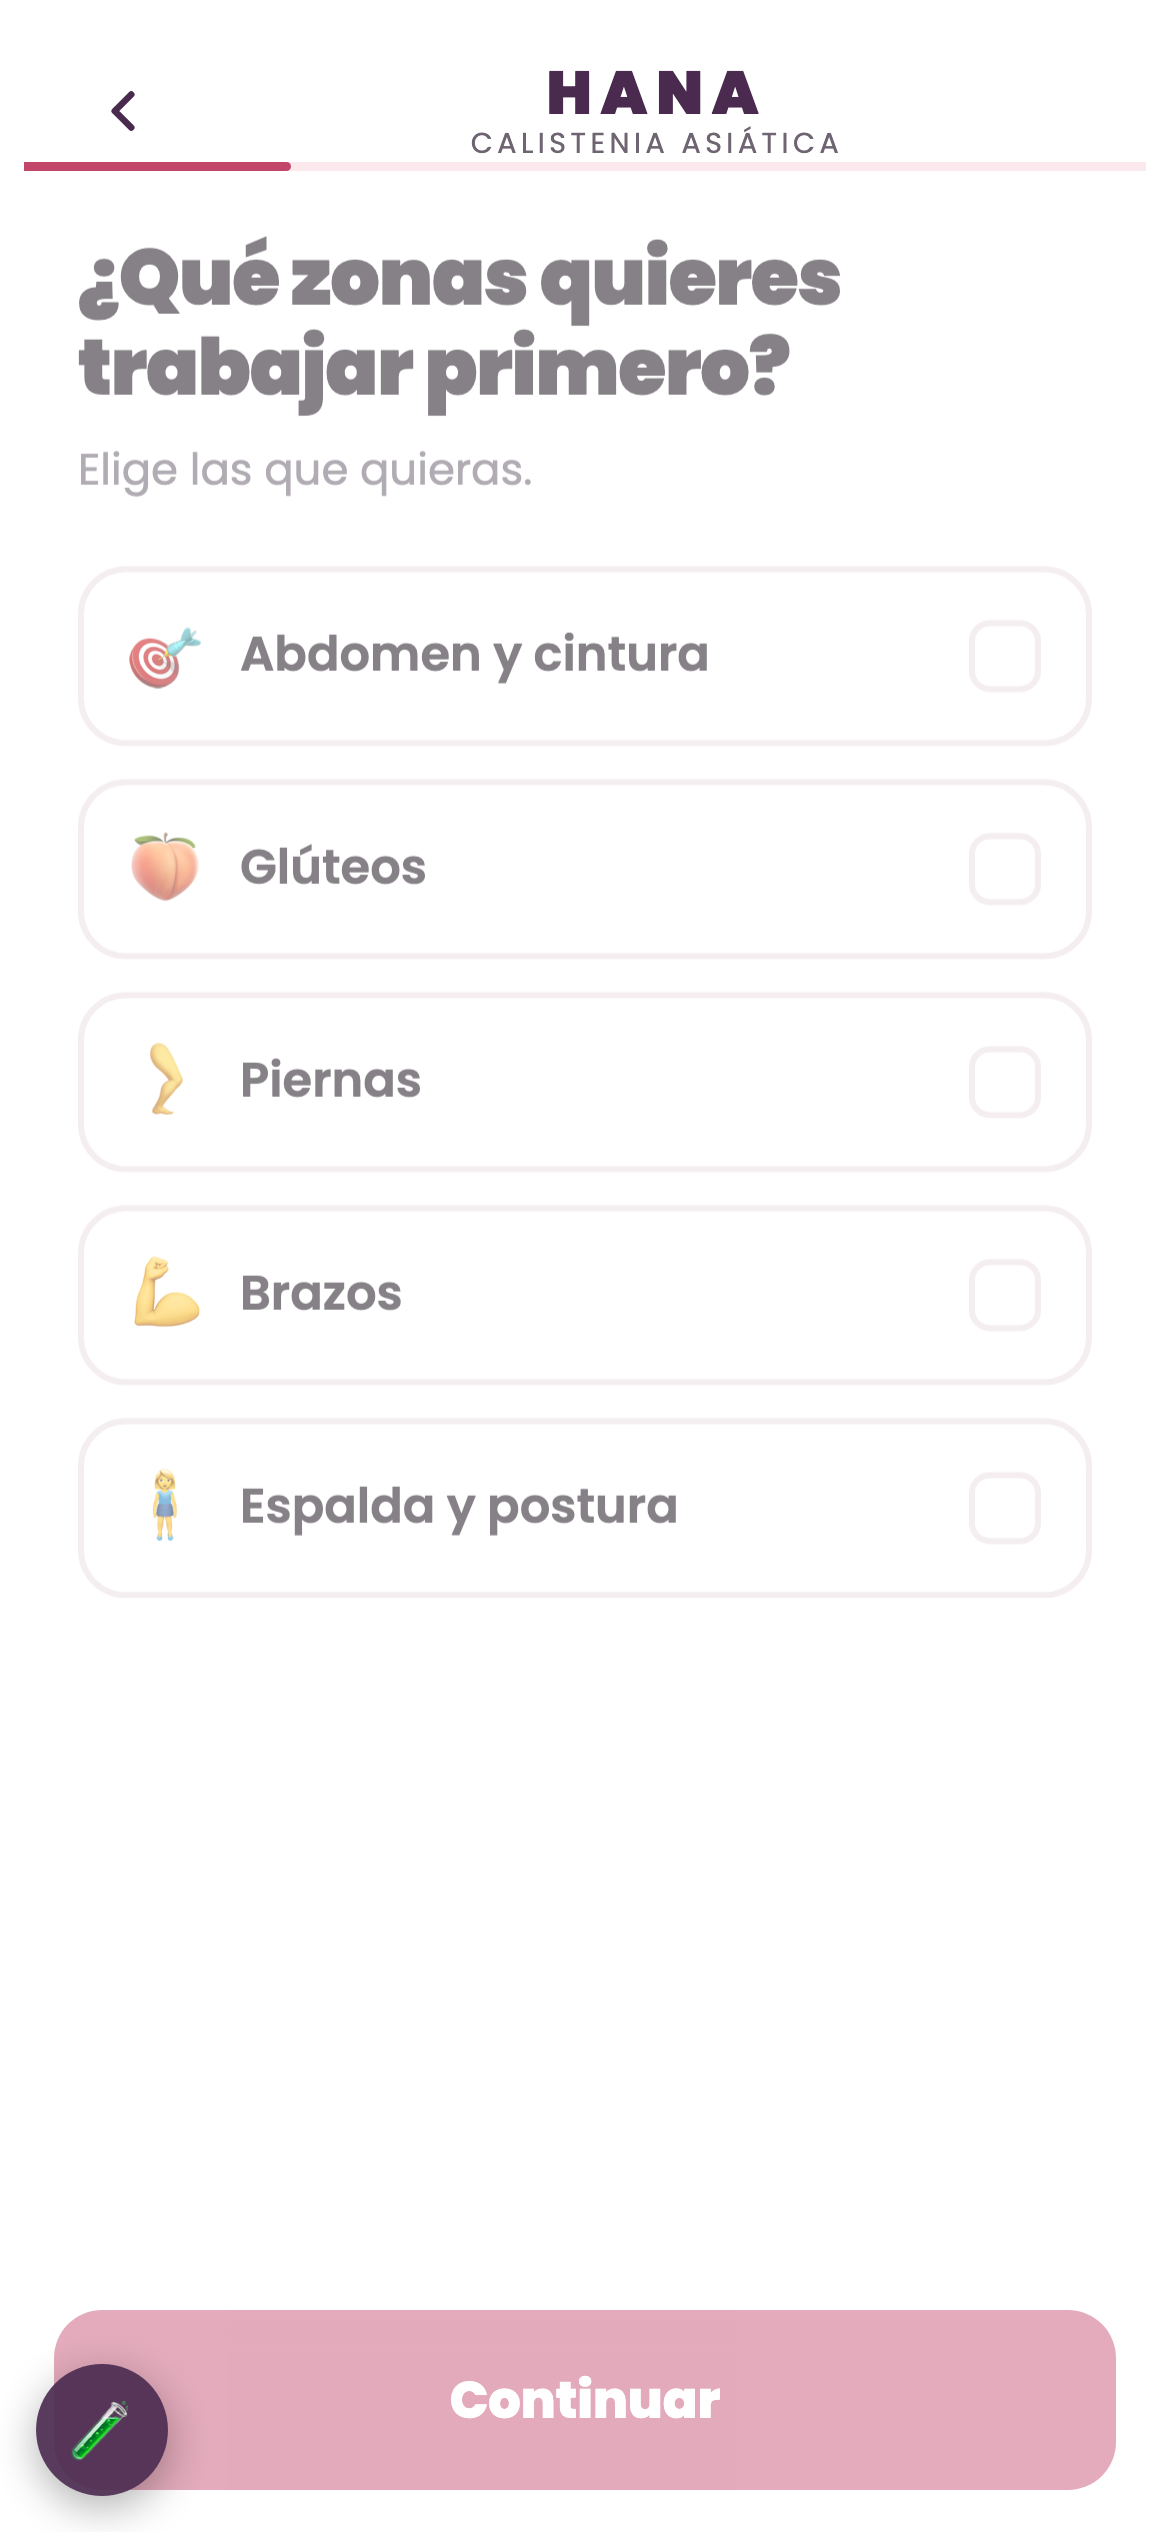 HANA
CALISTENIA ASIÁTICA
¿Qué zonas quieres
trabajar primero?
Elige las que quieras.
Abdomen y cintura
Glúteos
Piernas
Brazos
Espalda y postura
Continuar